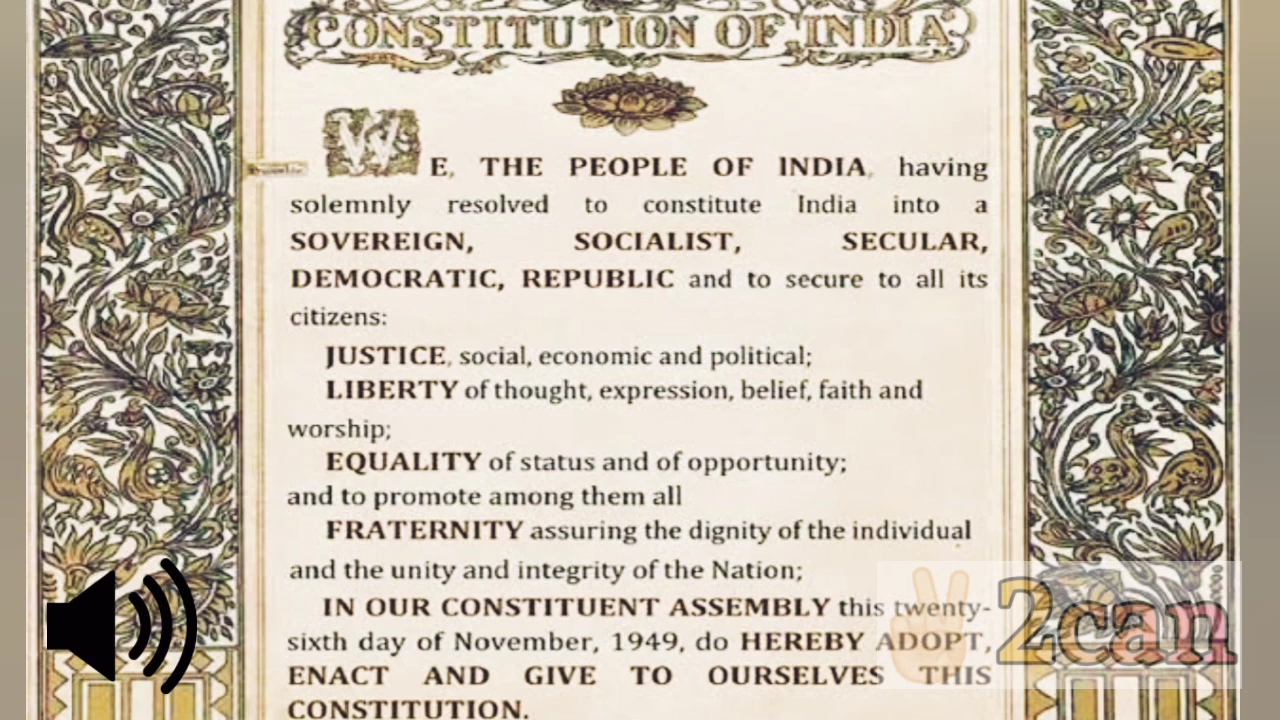 CONSTITUTION OF INDIA
WE, THE PEOPLE OF INDIA, having
solemnly resolved to constitute India into a
SOVEREIGN, SOCIALIST, SECULAR,
DEMOCRATIC, REPUBLIC and to secure to all its
citizens:
JUSTICE, social, economic and political;
LIBERTY of thought, expression, belief, faith and
worship;
EQUALITY of status and of opportunity;
and to promote among them all
FRATERNITY assuring the dignity of the individual
and the unity and integrity of the Nation;
IN OUR CONSTITUENT ASSEMBLY this twenty-
sixth day of November, 1949, do HEREBY ADOPT,
ENACT AND GIVE TO OURSELVES THIS
CONSTITUTION.
2can